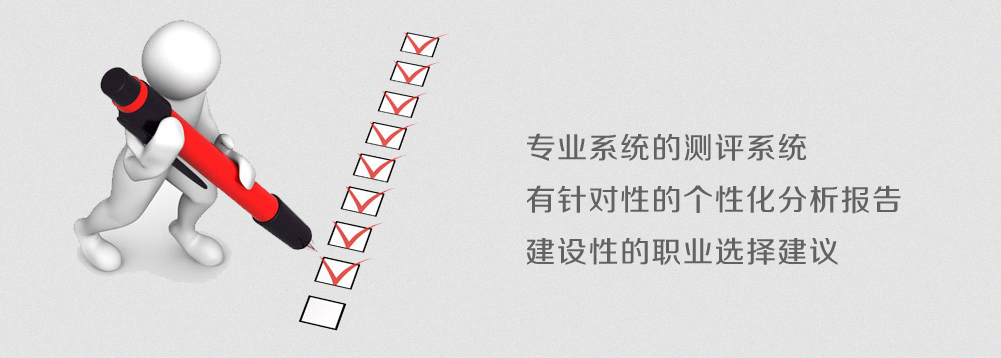 专业系统的测评系统
有针对性的个性化分析报告
建设性的职业选择建议